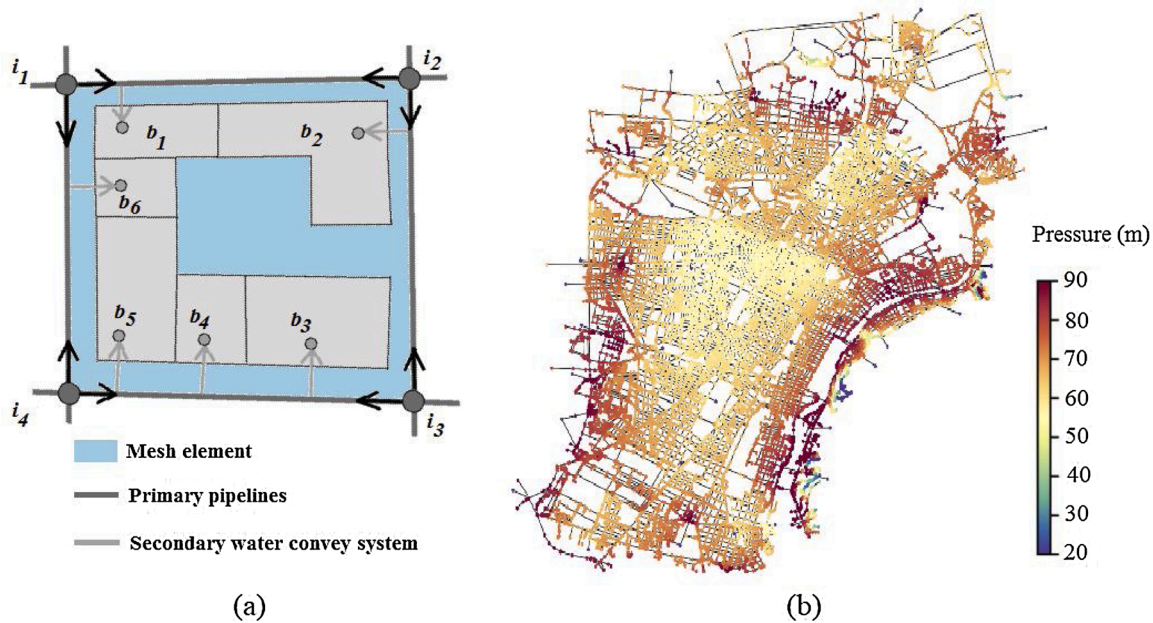 i1 i2
b1 b2
b6
b5 b4 b3
i4 i3
Mesh element
Primary pipelines
Secondary water convey system
(a)
Pressure (m)
90
80
70
60
50
40
30
20
(b)